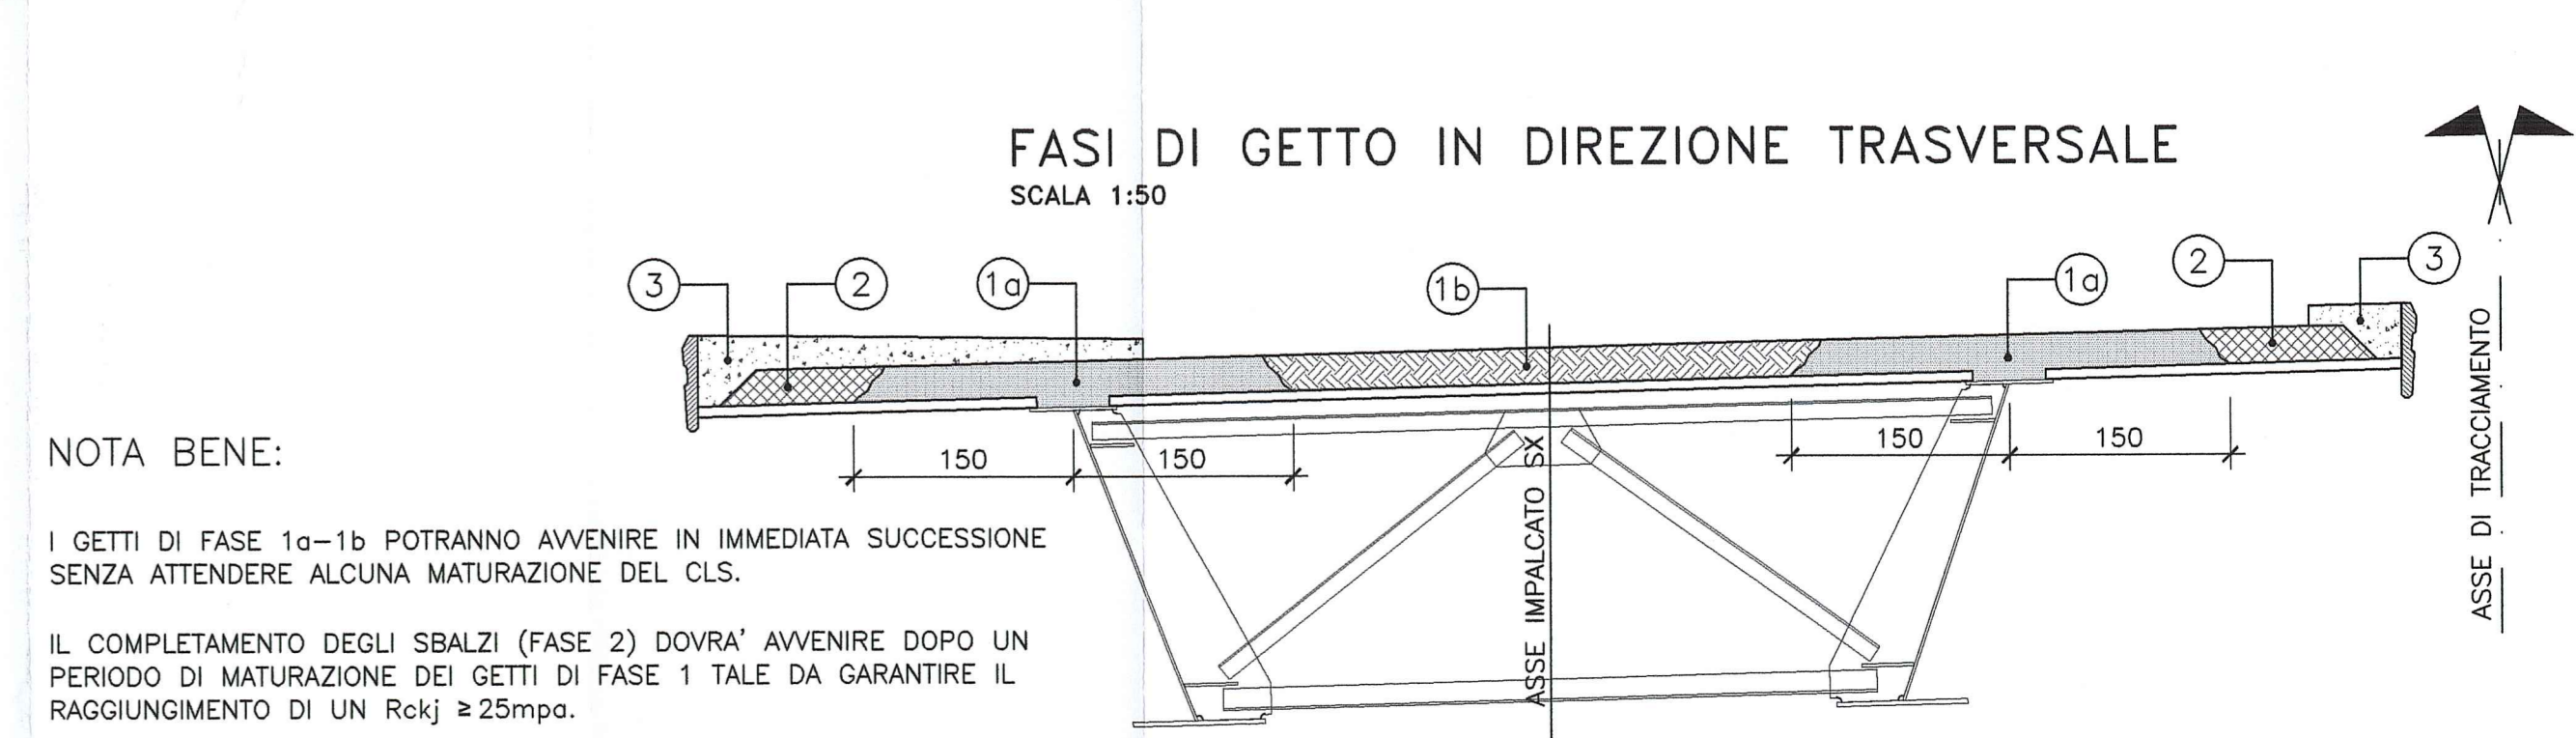 FASI DI GETTO IN DIREZIONE TRASVERSALE
SCALA 1:50
3
2
1a
1b
1a
2
3
150
150
150
150
ASSE IMPALCATO SX
ASSE DI TRACCIAMENTO
NOTA BENE:
I GETTI DI FASE 1a-1b POTRANNO AVVENIRE IN IMMEDIATA SUCCESSIONE
SENZA ATTENDERE ALCUNA MATURAZIONE DEL CLS.
IL COMPLETAMENTO DEGLI SBALZI (FASE 2) DOVRA' AVVENIRE DOPO UN
PERIODO DI MATURAZIONE DEI GETTI DI FASE 1 TALE DA GARANTIRE IL
RAGGIUNGIMENTO DI UN Rckj ≥25mpa.